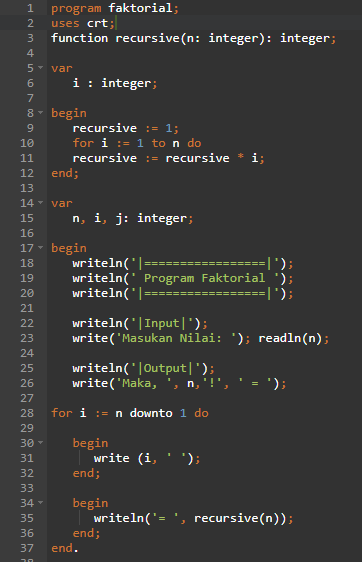 1 program faktorial;
2 uses crt;
3 function recursive(n: integer): integer;
4
5 var
6    i : integer;
7
8 begin
9    recursive := 1;
10    for i := 1 to n do
11    recursive := recursive * i;
12 end;
13
14 var
15    n, i, j: integer;
16
17 begin
18    writeln('|=================|');
19    writeln(' Program Faktorial ');
20    writeln('|=================|');
21
22    writeln('|Input|');
23    write('Masukan Nilai: '); readln(n);
24
25    writeln('|Output|');
26    write('Maka, ', n,'!', ' = ');
27
28 for i := n downto 1 do
29
30    begin
31       write (i, ' ');
32    end;
33
34    begin
35       writeln('= ', recursive(n));
36    end;
37 end.